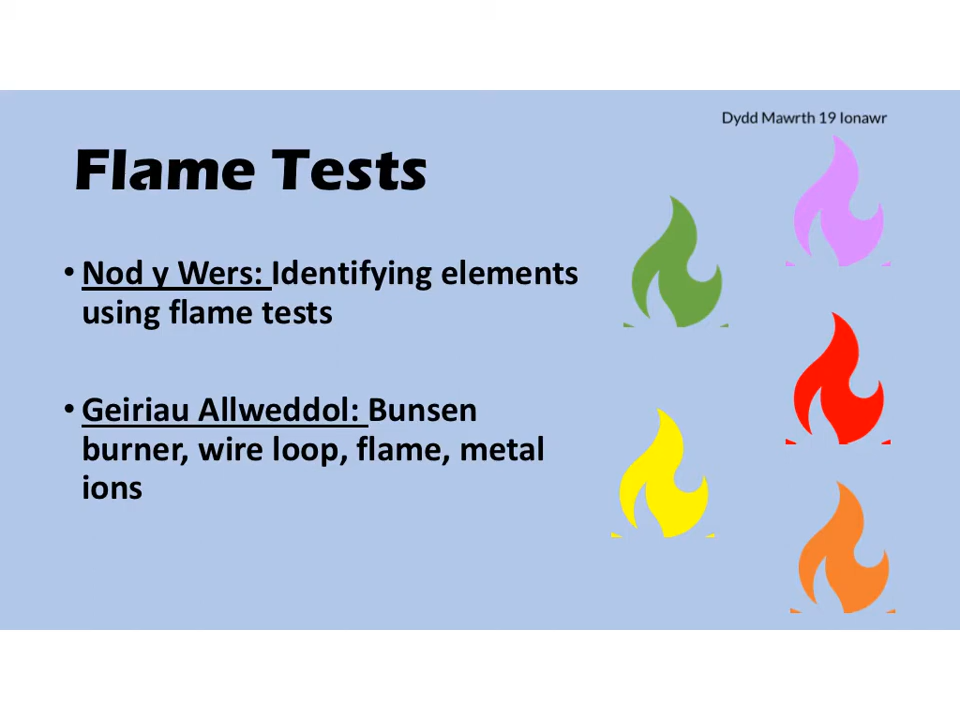 Dydd Mawrth 19 Ionawr
Flame Tests
• Nod y Wers: Identifying elements
using flame tests
• Geiriau Allweddol: Bunsen
burner, wire loop, flame, metal
ions